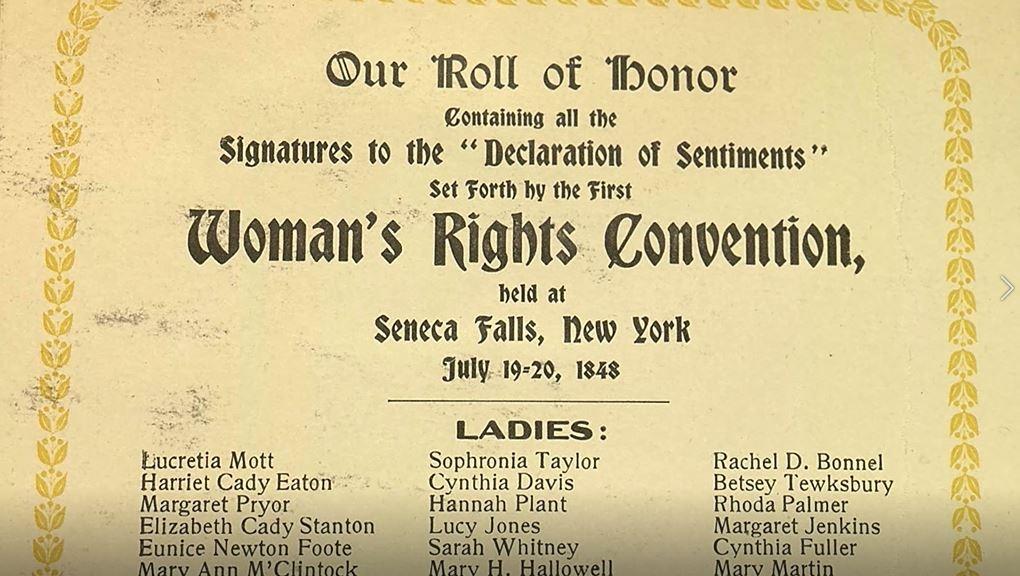 Our Roll of Honor
Containing all the
Signatures to the "Declaration of Sentiments"
Set Forth by the First
Woman's Rights Convention,
held at
Seneca Falls, New York
July 19-20, 1848
LADIES:
Lucretia Mott
Harriet Cady Eaton
Margaret Pryor
Elizabeth Cady Stanton
Eunice Newton Foote
Mary Ann M'Clintock
Sophronia Taylor
Cynthia Davis
Hannah Plant
Lucy Jones
Sarah Whitney
Mary H. Hallowell
Rachel D. Bonnel
Betsey Tewksbury
Rhoda Palmer
Margaret Jenkins
Cynthia Fuller
Mary Martin